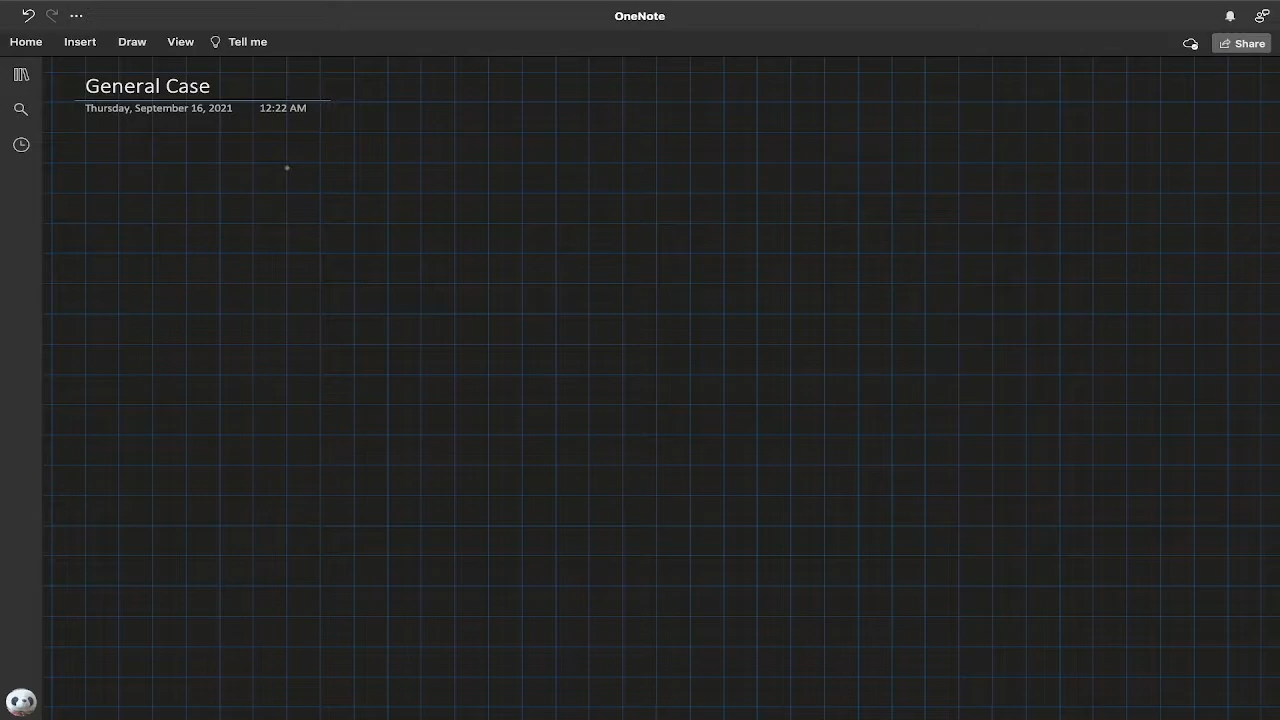 OneNote
Home Insert Draw View Tell me Share
General Case
Thursday, September 16, 2021 12:22 AM